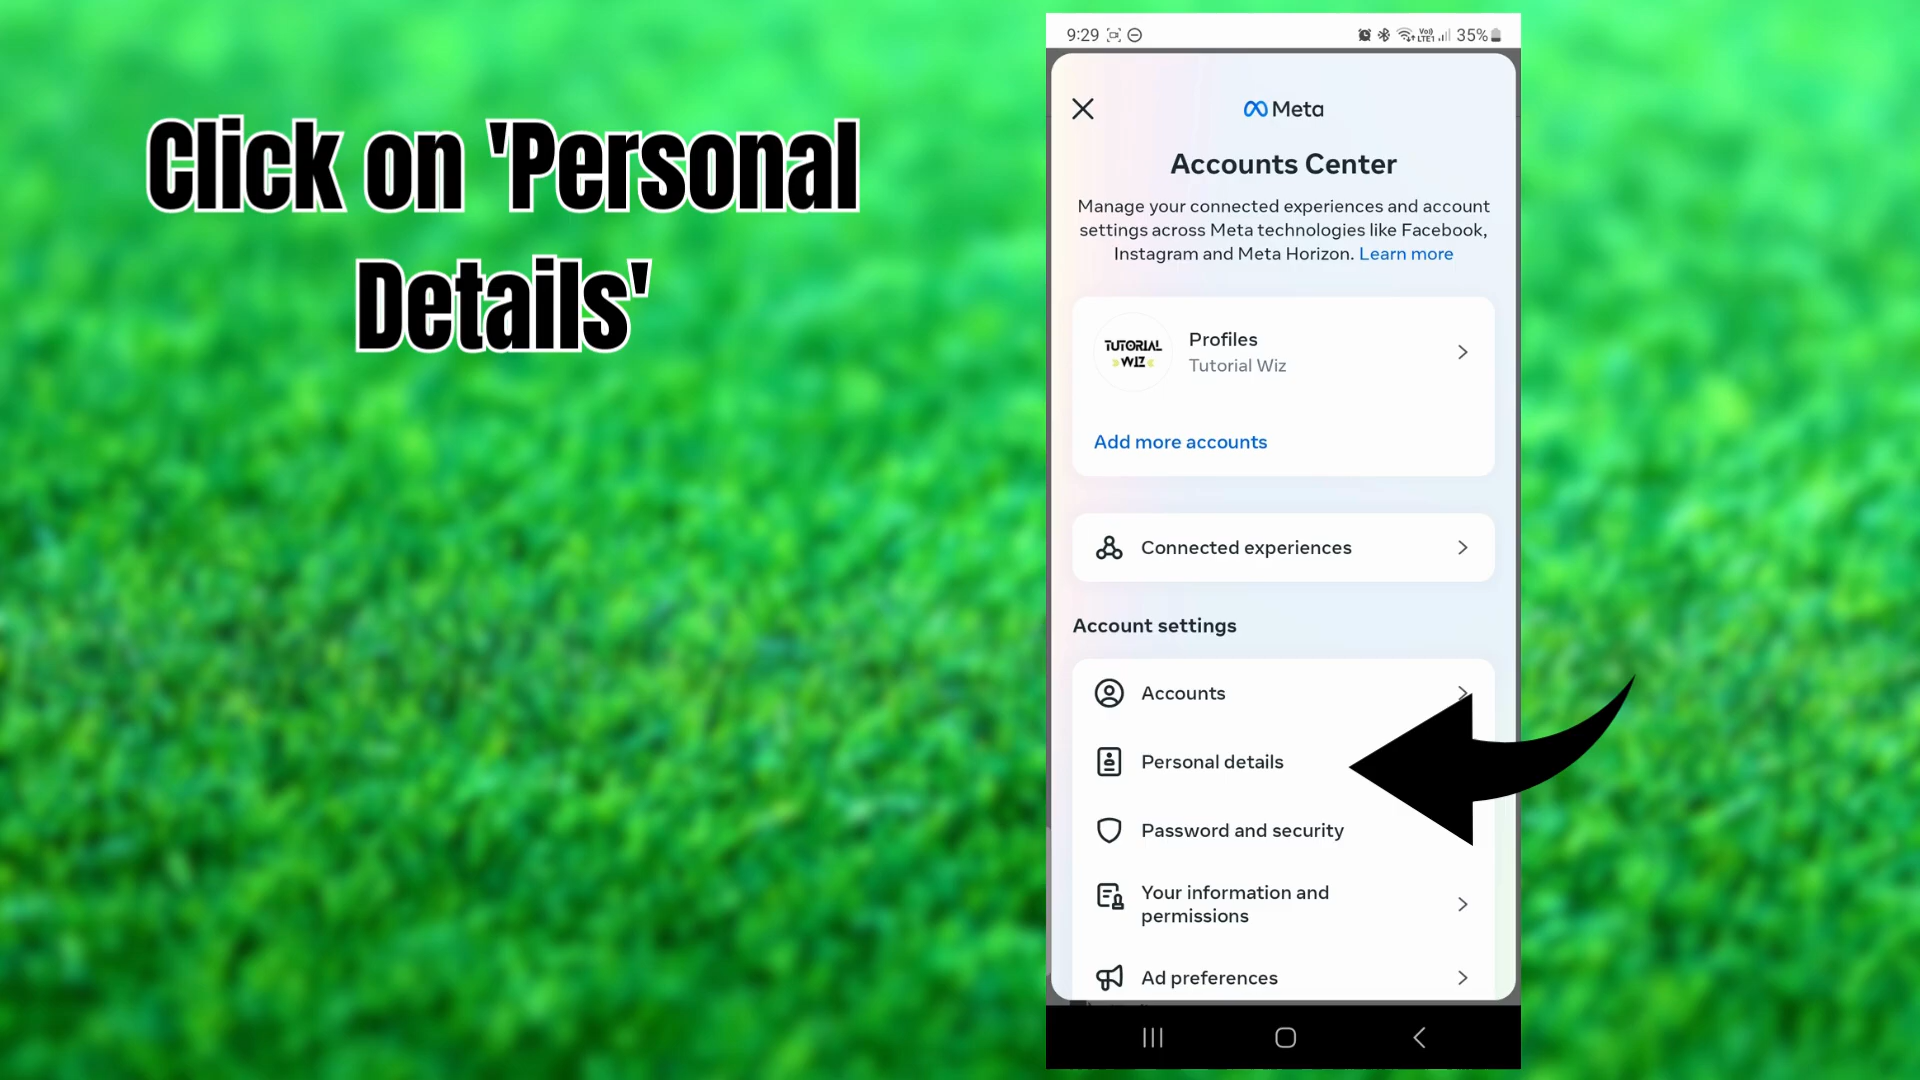 Click on 'Personal
Details'
9:29
Vo))
LTE1
35%
Meta
Accounts Center
Manage your connected experiences and account
settings across Meta technologies like Facebook,
Instagram and Meta Horizon. Learn more
TUTORIAL
WIZ
Profiles
Tutorial Wiz
Add more accounts
Connected experiences
Account settings
Accounts
Personal details
Password and security
Your information and
permissions
Ad preferences